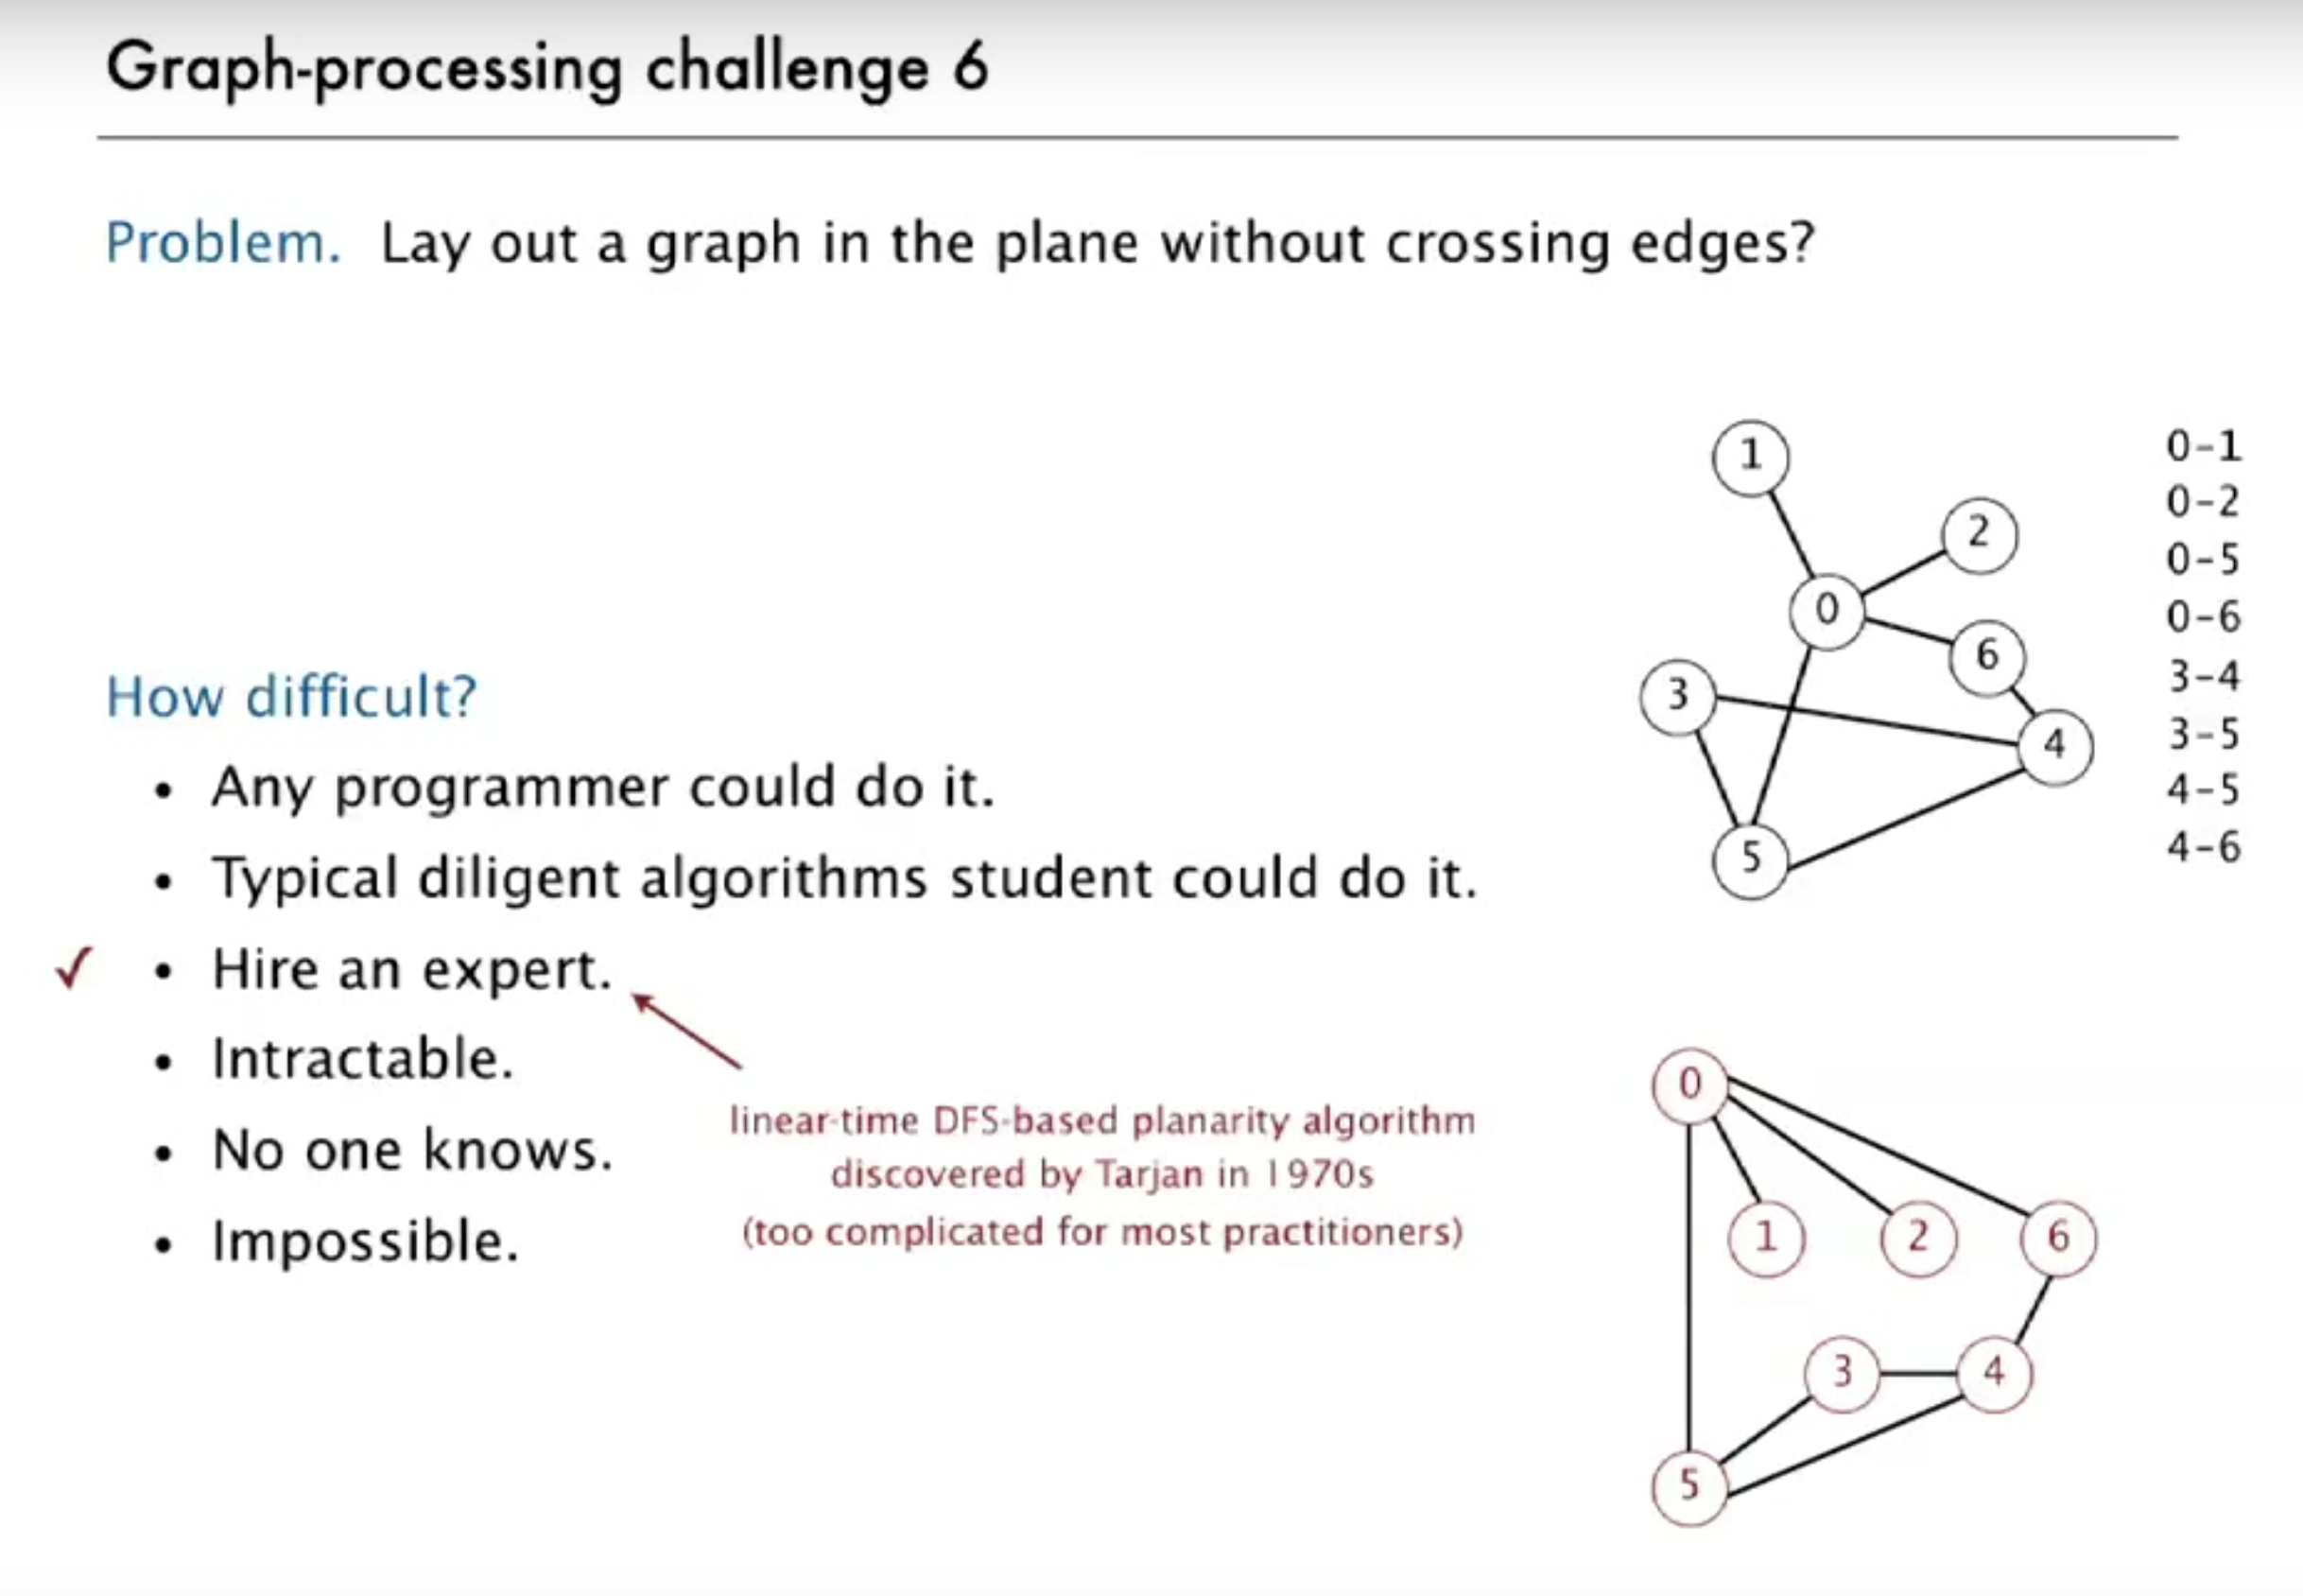 Graph-processing challenge 6
Problem. Lay out a graph in the plane without crossing edges?
1
2
0
6
3
4
5
0-1
0-2
0-5
0-6
3-4
3-5
4-5
4-6
How difficult?
• Any programmer could do it.
• Typical diligent algorithms student could do it.
✓ • Hire an expert.
• Intractable.
• No one knows.
• Impossible.
linear-time DFS-based planarity algorithm
discovered by Tarjan in 1970s
(too complicated for most practitioners)
0
1
2
6
3
4
5